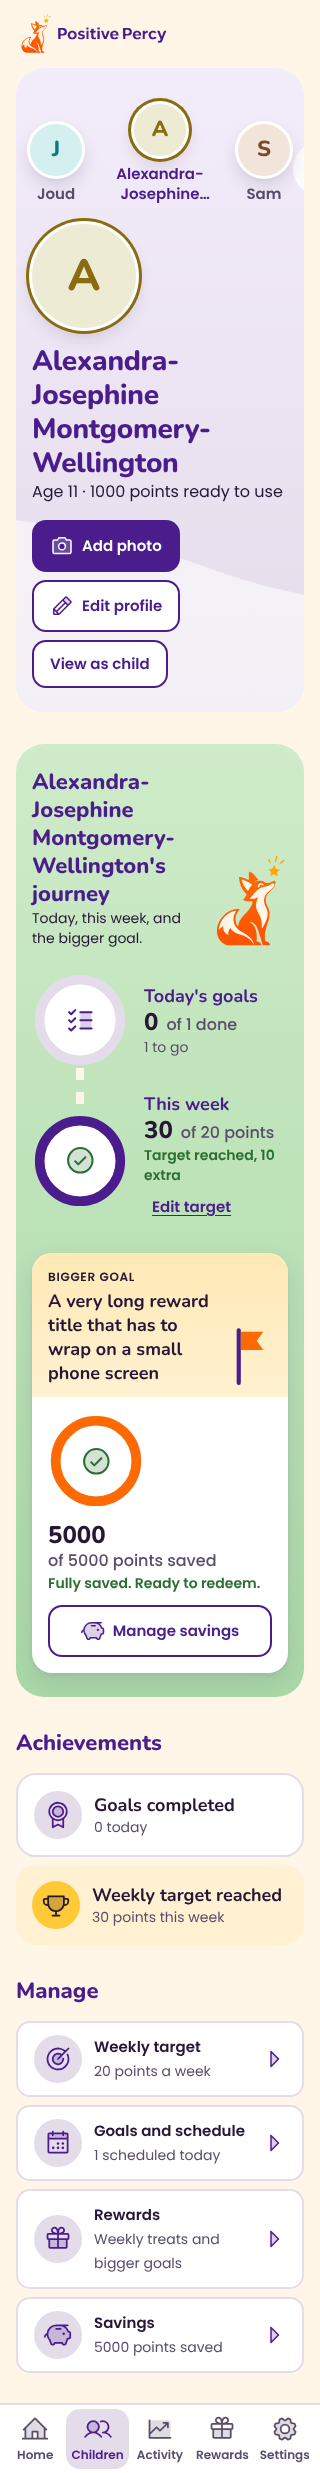 Positive Percy
J
A
S
Joud
Alexandra-
Josephine...
Sam
A
Alexandra-
Josephine
Montgomery-
Wellington
Age 11 · 1000 points ready to use
Add photo
Edit profile
View as child
Alexandra-
Josephine
Montgomery-
Wellington's
journey
Today, this week, and
the bigger goal.
Today's goals
0 of 1 done
1 to go
This week
30 of 20 points
Target reached, 10
extra
Edit target
BIGGER GOAL
A very long reward
title that has to
wrap on a small
phone screen
5000
of 5000 points saved
Fully saved. Ready to redeem.
Manage savings
Achievements
Goals completed
0 today
Weekly target reached
30 points this week
Manage
Weekly target
20 points a week
Goals and schedule
1 scheduled today
Rewards
Weekly treats and
bigger goals
Savings
5000 points saved
Home
Children
Activity
Rewards
Settings